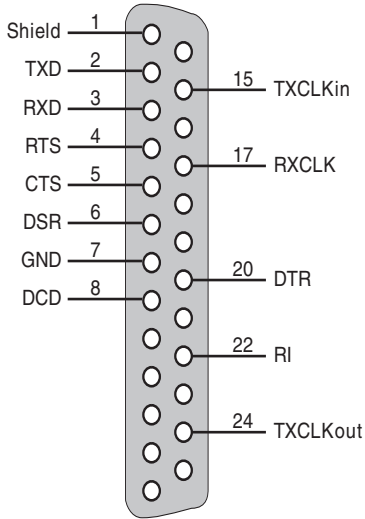 Shield 1
TXD 2
RXD 3
RTS 4
CTS 5
DSR 6
GND 7
DCD 8
15 TXCLKin
17 RXCLK
20 DTR
22 RI
24 TXCLKout